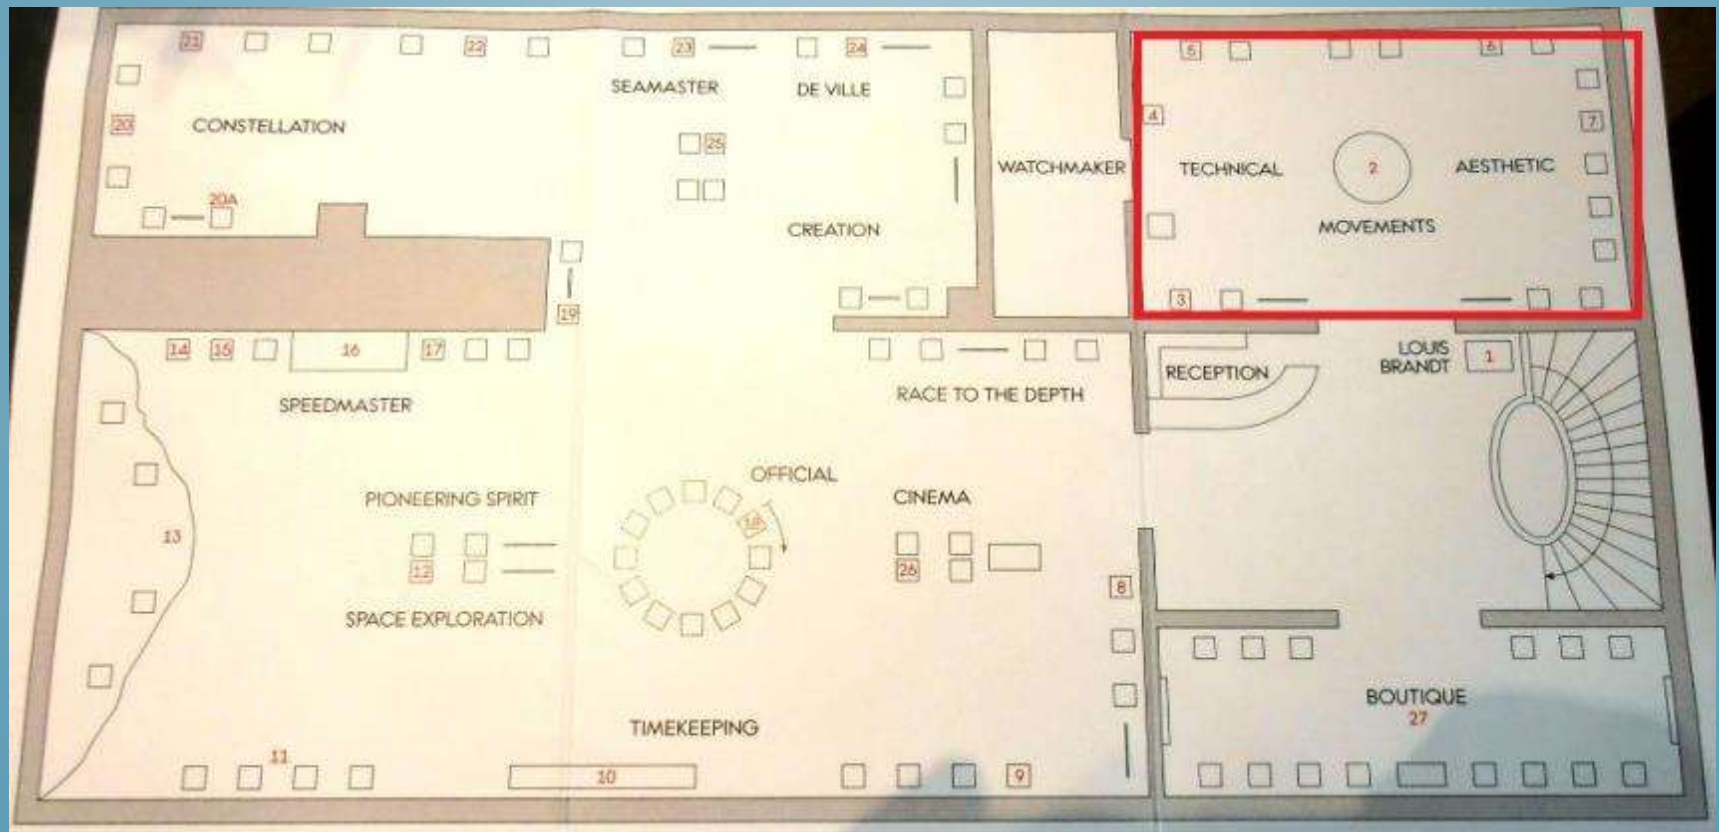 21
22
23
24
5
6
SEAMASTER
DE VILLE
20
CONSTELLATION
25
4
7
WATCHMAKER
TECHNICAL
2
AESTHETIC
20A
CREATION
MOVEMENTS
19
3
14
15
16
17
RECEPTION
LOUIS
BRANDT
1
SPEEDMASTER
RACE TO THE DEPTH
OFFICIAL
PIONEERING SPIRIT
CINEMA
18
13
12
26
8
SPACE EXPLORATION
BOUTIQUE
27
TIMEKEEPING
11
10
9